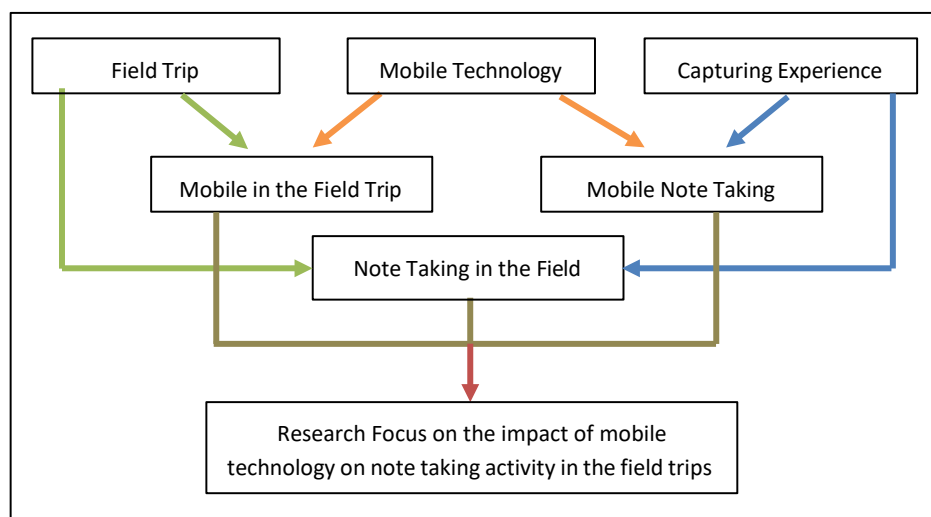 Field Trip
Mobile Technology
Capturing Experience
Mobile in the Field Trip
Mobile Note Taking
Note Taking in the Field
Research Focus on the impact of mobile
technology on note taking activity in the field trips